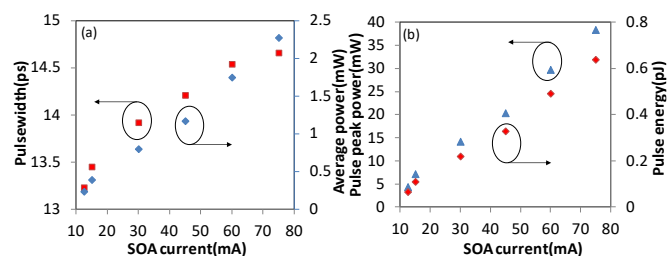 (a)
Pulsewidth(ps)
15
14.5
14
13.5
13
2.5
2
1.5
1
0.5
0
Average power(mW)
10 20 30 40 50 60 70 80
SOA current(mA)
(b)
Pulse peak power(mW)
40
35
30
25
20
15
10
5
0
0.8
0.6
0.4
0.2
0
Pulse energy(pJ)
10 20 30 40 50 60 70 80
SOA current(mA)